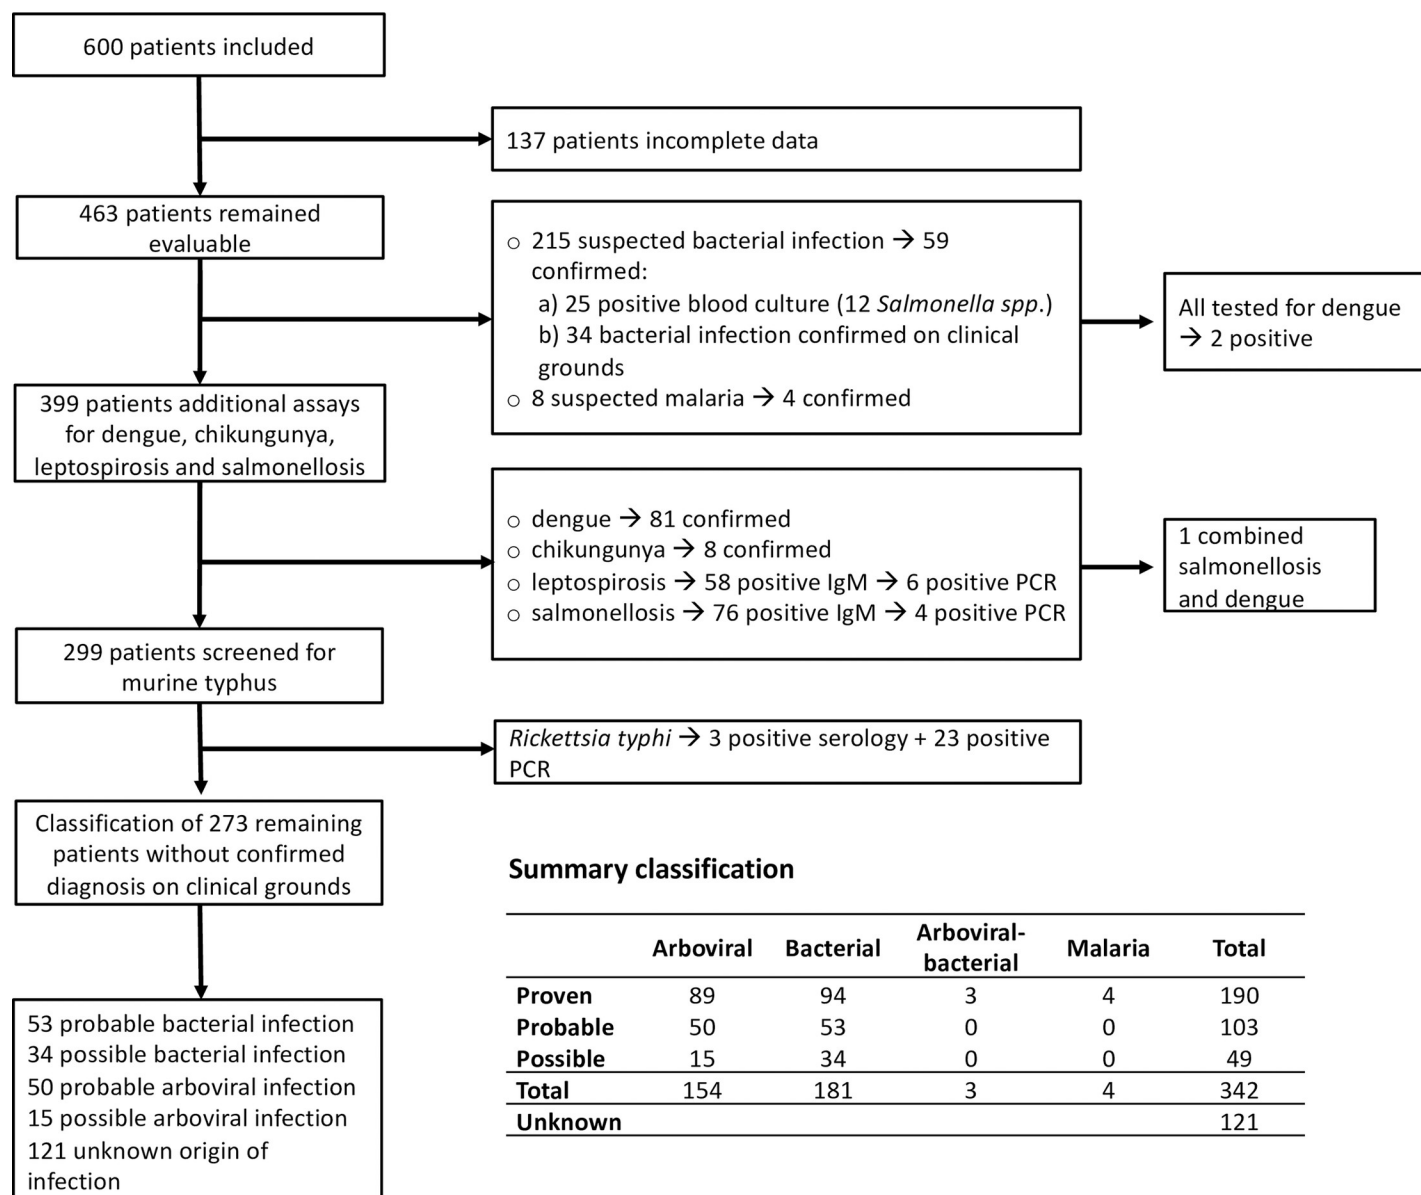 600 patients included
137 patients incomplete data
463 patients remained
evaluable
○ 215 suspected bacterial infection → 59
confirmed:
a) 25 positive blood culture (12 Salmonella spp.)
b) 34 bacterial infection confirmed on clinical
grounds
○ 8 suspected malaria → 4 confirmed
All tested for dengue
→ 2 positive
399 patients additional assays
for dengue, chikungunya,
leptospirosis and salmonellosis
○ dengue → 81 confirmed
○ chikungunya → 8 confirmed
○ leptospirosis → 58 positive IgM → 6 positive PCR
○ salmonellosis → 76 positive IgM → 4 positive PCR
1 combined
salmonellosis
and dengue
299 patients screened for
murine typhus
Rickettsia typhi → 3 positive serology + 23 positive
PCR
Classification of 273 remaining
patients without confirmed
diagnosis on clinical grounds
53 probable bacterial infection
34 possible bacterial infection
50 probable arboviral infection
15 possible arboviral infection
121 unknown origin of
infection
Summary classification
Arboviral Bacterial Arboviral-
bacterial Malaria Total
Proven 89 94 3 4 190
Probable 50 53 0 0 103
Possible 15 34 0 0 49
Total 154 181 3 4 342
Unknown 121